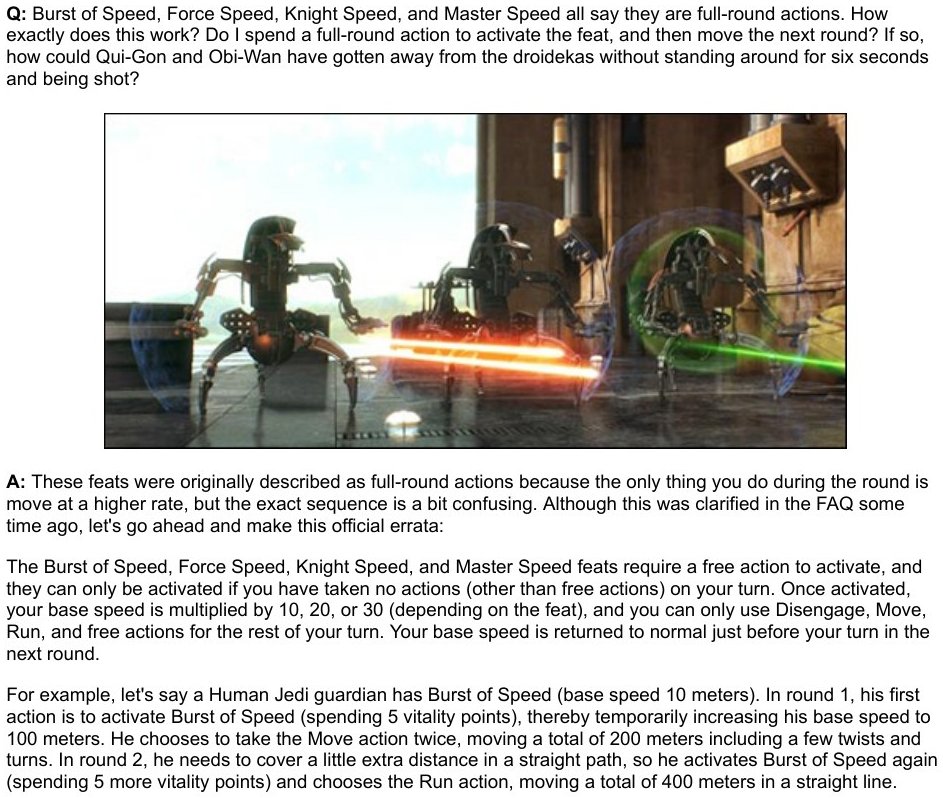 Q: Burst of Speed, Force Speed, Knight Speed, and Master Speed all say they are full-round actions. How
exactly does this work? Do I spend a full-round action to activate the feat, and then move the next round? If so,
how could Qui-Gon and Obi-Wan have gotten away from the droidekas without standing around for six seconds
and being shot?
A: These feats were originally described as full-round actions because the only thing you do during the round is
move at a higher rate, but the exact sequence is a bit confusing. Although this was clarified in the FAQ some
time ago, let's go ahead and make this official errata:
The Burst of Speed, Force Speed, Knight Speed, and Master Speed feats require a free action to activate, and
they can only be activated if you have taken no actions (other than free actions) on your turn. Once activated,
your base speed is multiplied by 10, 20, or 30 (depending on the feat), and you can only use Disengage, Move,
Run, and free actions for the rest of your turn. Your base speed is returned to normal just before your turn in the
next round.
For example, let's say a Human Jedi guardian has Burst of Speed (base speed 10 meters). In round 1, his first
action is to activate Burst of Speed (spending 5 vitality points), thereby temporarily increasing his base speed to
100 meters. He chooses to take the Move action twice, moving a total of 200 meters including a few twists and
turns. In round 2, he needs to cover a little extra distance in a straight path, so he activates Burst of Speed again
(spending 5 more vitality points) and chooses the Run action, moving a total of 400 meters in a straight line.